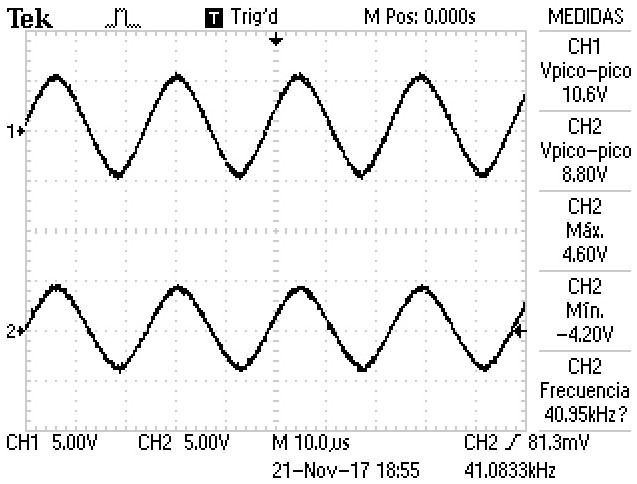 Tek
T Trig'd
M Pos: 0.000s
MEDIDAS
CH1
Vpico-pico
10.6V
CH2
Vpico-pico
8.80V
CH2
Máx.
4.60V
CH2
Mín.
-4.20V
CH2
Frecuencia
40.95kHz?
1
2
CH1 5.00V
CH2 5.00V
M 10.0µs
CH2 81.3mV
21-Nov-17 18:55
41.0833kHz